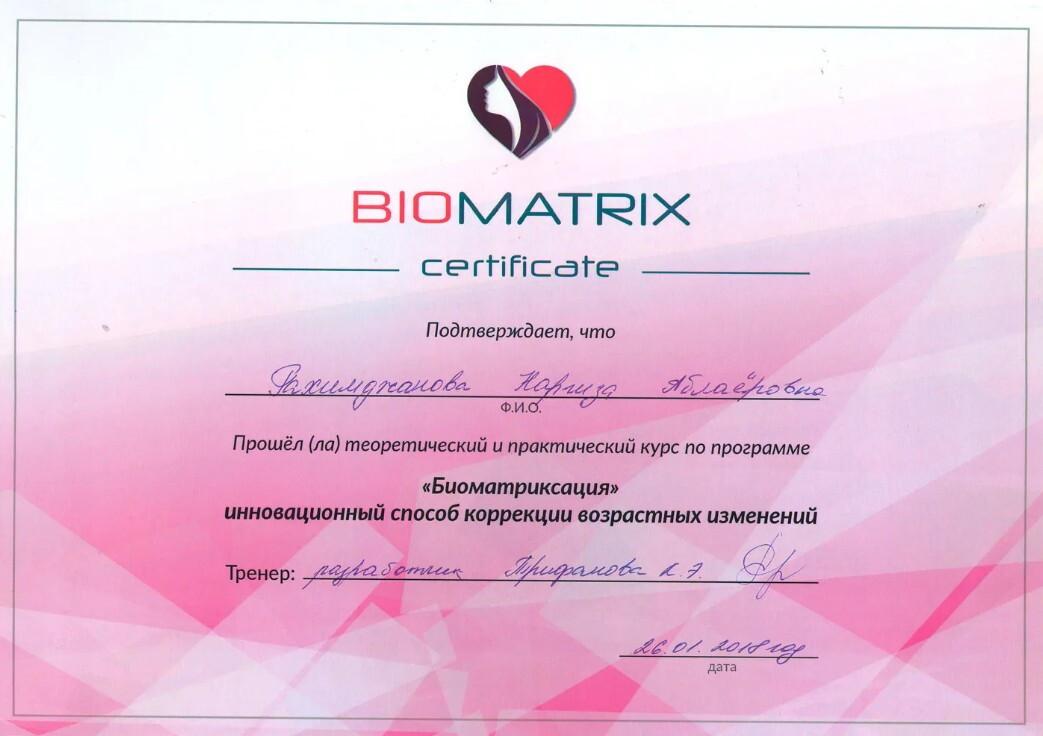 BIOMATRIX
certificate
Подтверждает, что
Рахимджанова Наргиза Аблаёровна
Ф.И.О.
Прошёл (ла) теоретический и практический курс по программе
«Биоматриксация»
инновационный способ коррекции возрастных изменений
Тренер: разработчик Трифанова К.Э.
26.01.2018 год
дата